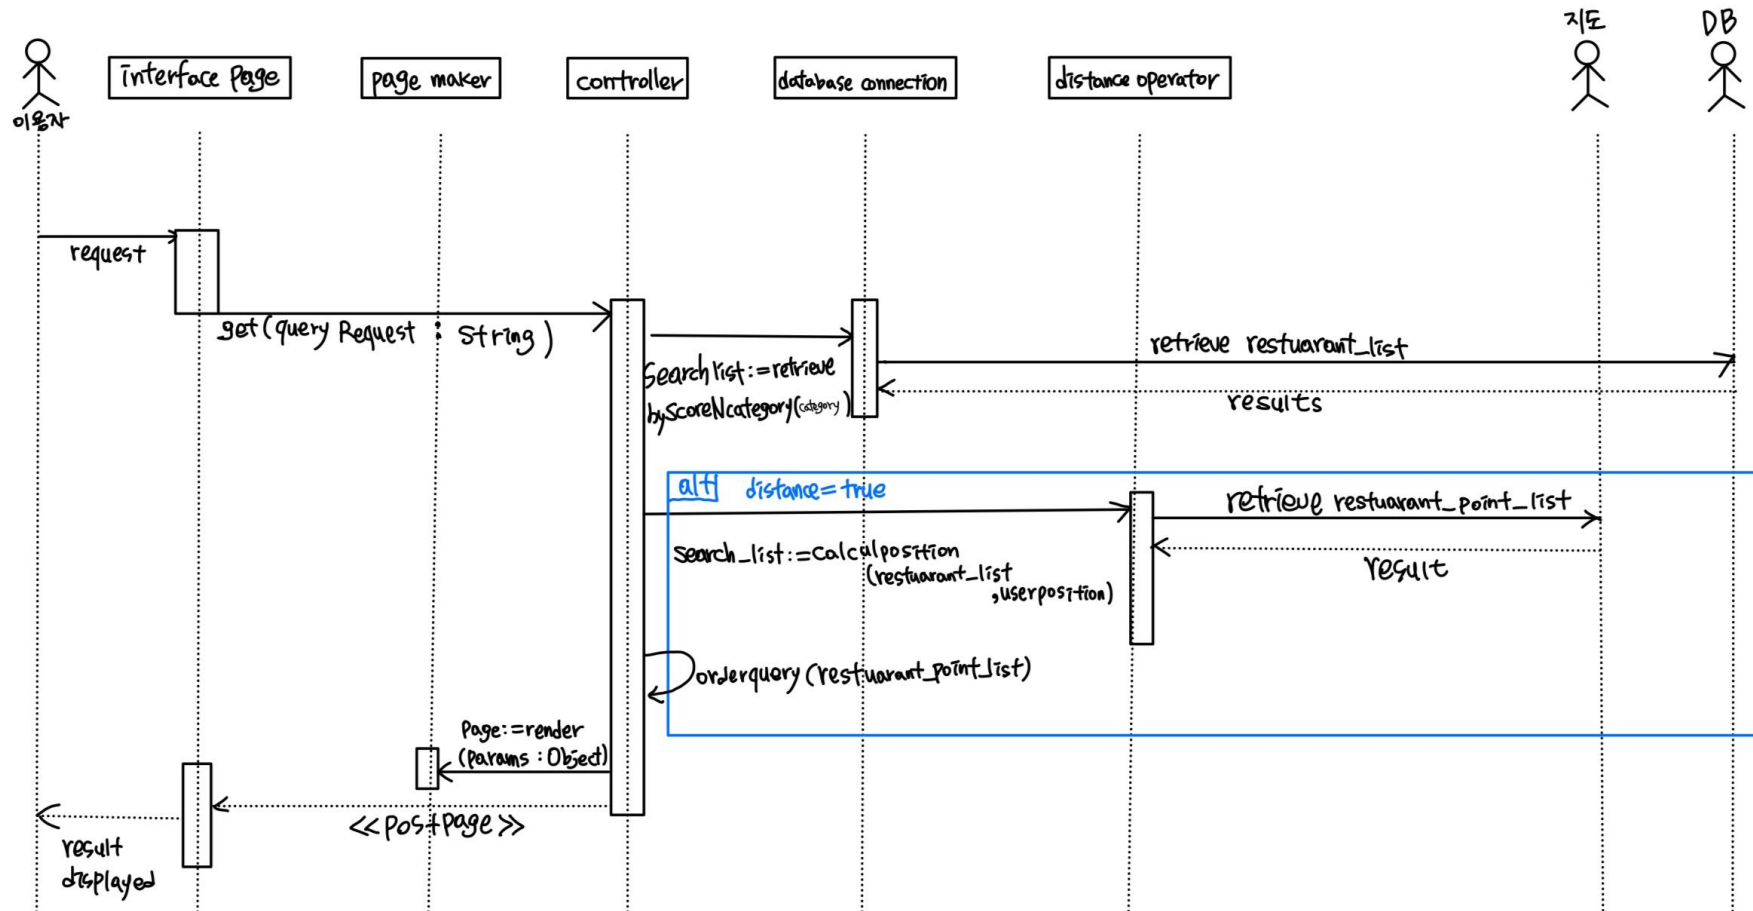 지도
DB
이용자
interface page
page maker
controller
database connection
distance operator
request
get(query Request : String)
Searchlist:=retrieve
byScoreNcategory(category)
retrieve restuarant_list
results
alt
distance=true
retrieve restuarant_point_list
search_list:=Calcalposition
(restuarant_list
,userposition)
result
orderquery(restuarant_point_list)
Page:=render
(params:Object)
<<postpage>>
result
displayed